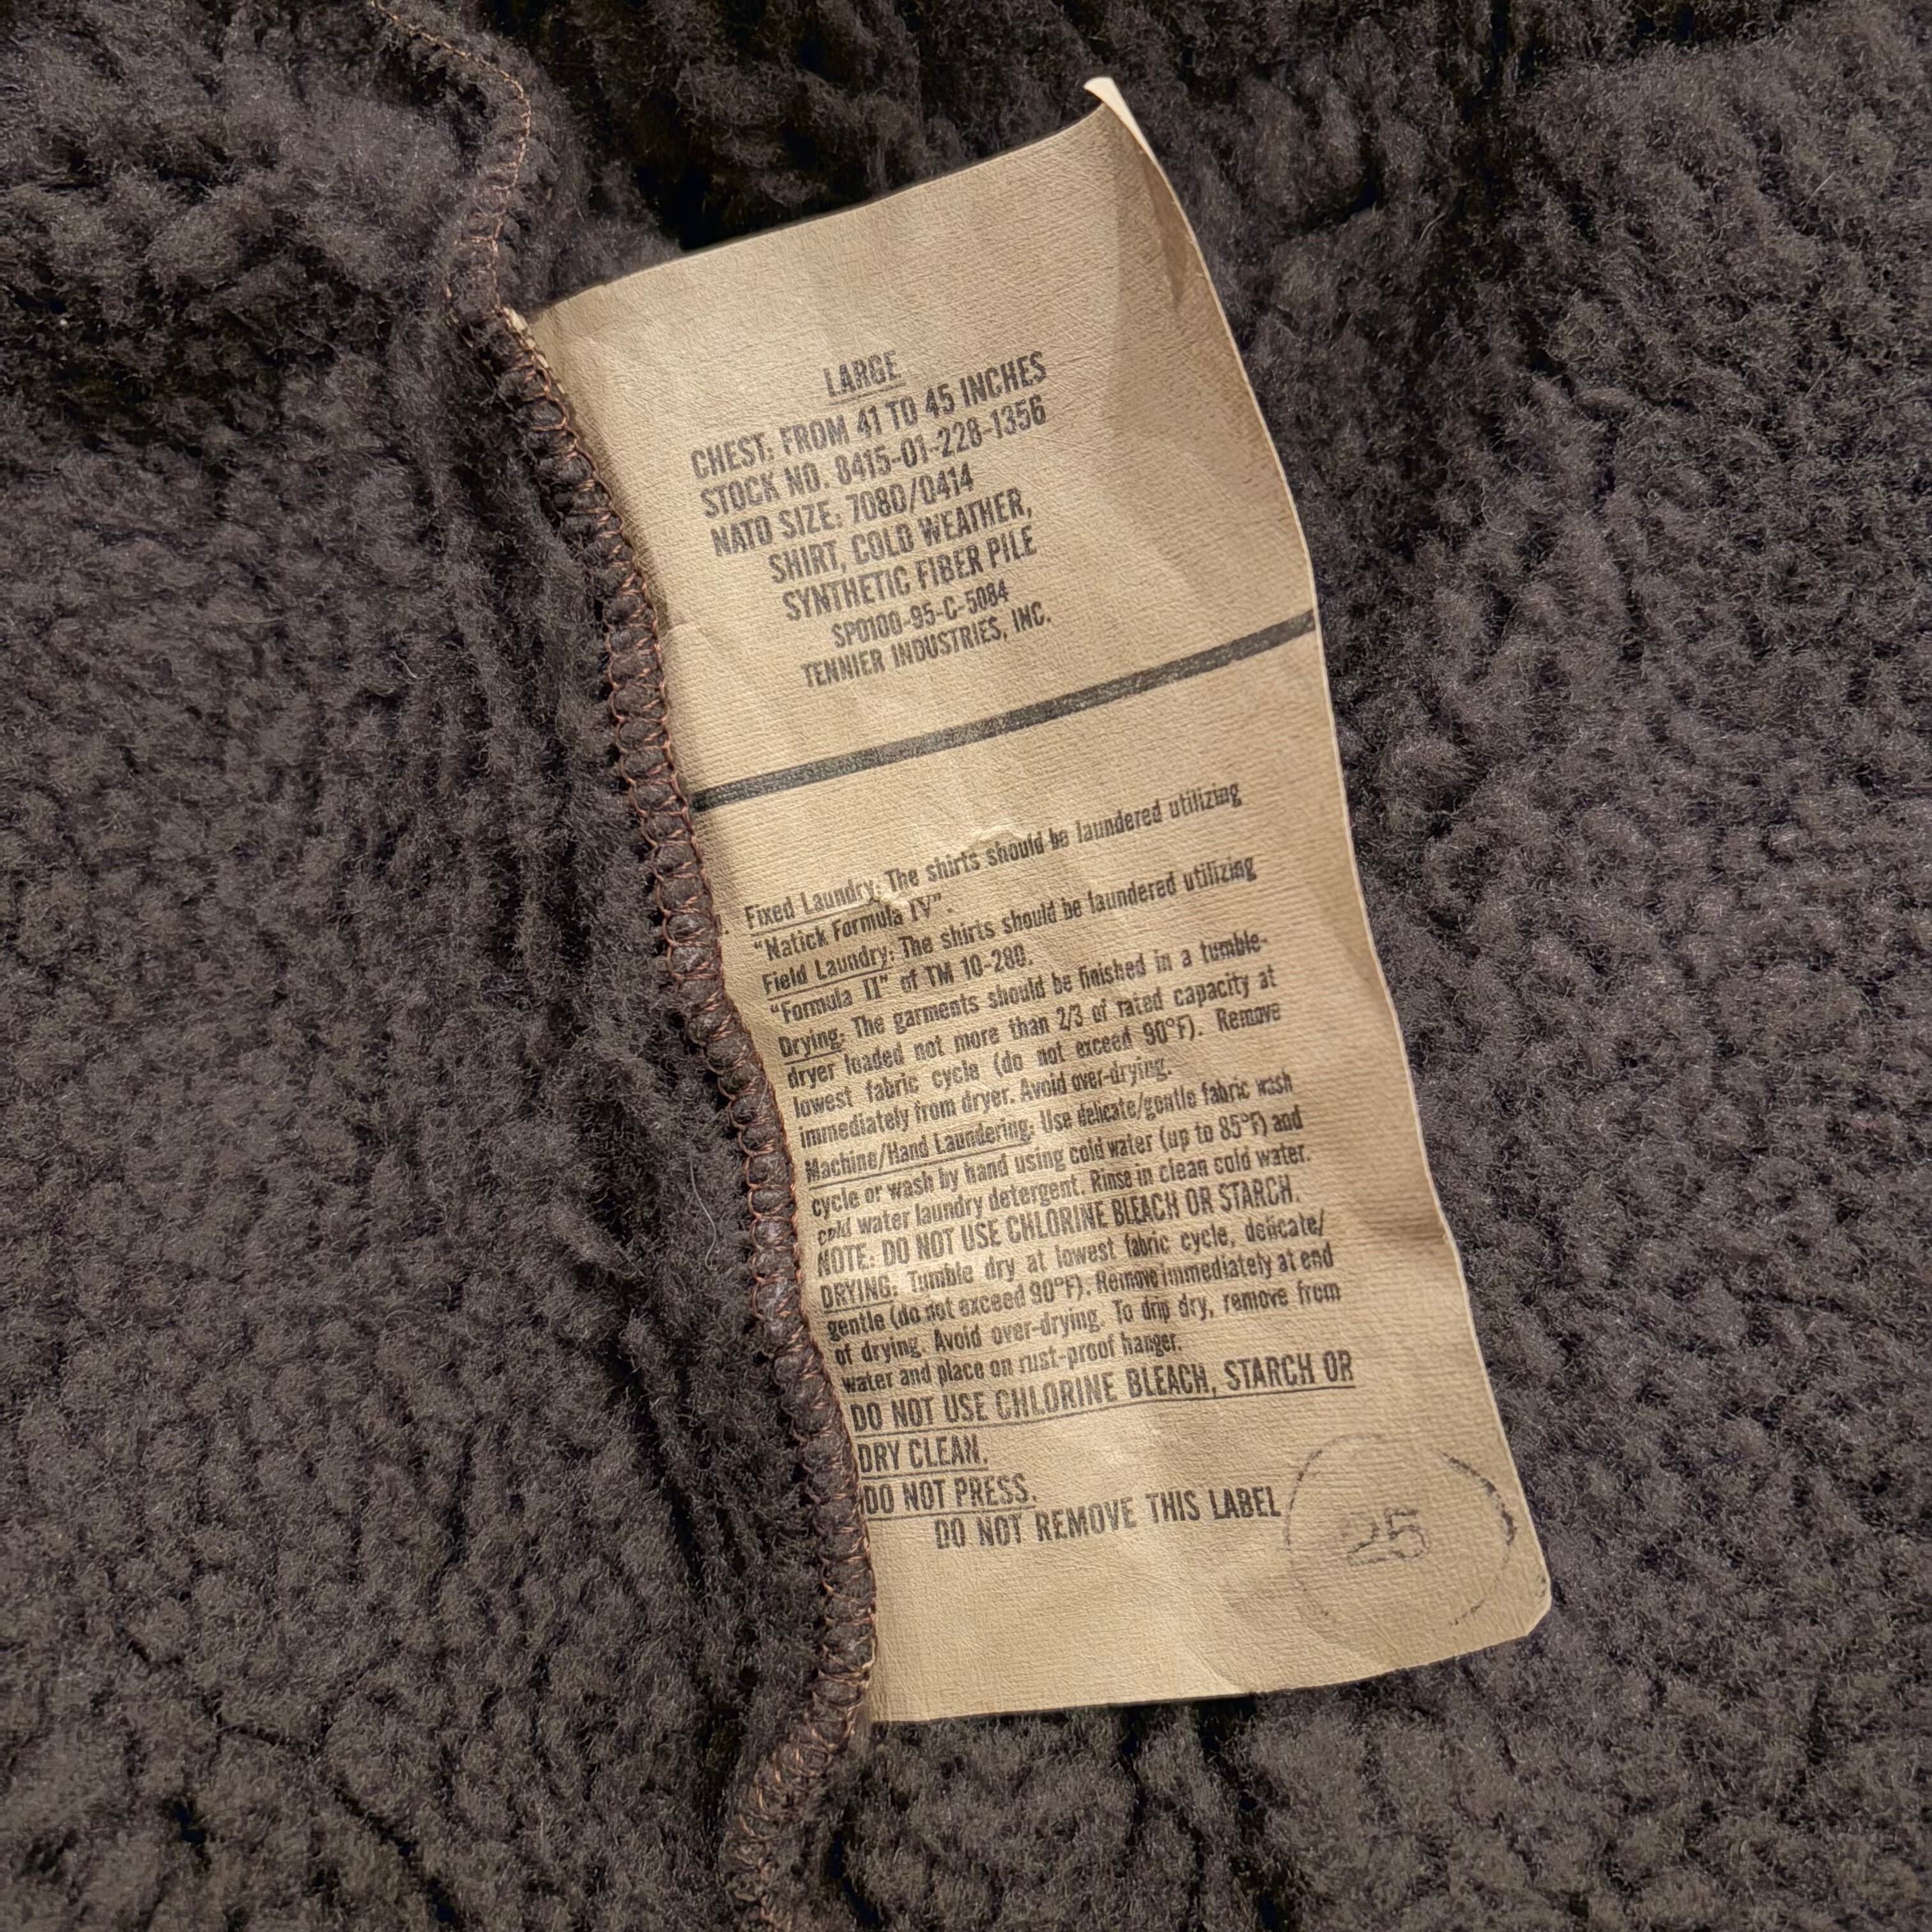 LARGE
CHEST: FROM 41 TO 45 INCHES
STOCK NO. 8415-01-228-1356
NATO SIZE: 7080/0414
SHIRT, COLD WEATHER,
SYNTHETIC FIBER PILE
SPO100-95-C-5084
TENNIER INDUSTRIES, INC.
Fixed Laundry: The shirts should be laundered utilizing
"Natick Formula IV".
Field Laundry: The shirts should be laundered utilizing
"Formula II" of TM 10-280.
Drying: The garments should be finished in a tumble-
dryer loaded not more than 2/3 of rated capacity at
lowest fabric cycle (do not exceed 90°F). Remove
immediately from dryer. Avoid over-drying.
Machine/Hand Laundering: Use delicate/gentle fabric wash
cycle or wash by hand using cold water (up to 85°F) and
cold water laundry detergent. Rinse in clean cold water.
NOTE: DO NOT USE CHLORINE BLEACH OR STARCH.
DRYING: Tumble dry at lowest fabric cycle, delicate/
gentle (do not exceed 90°F). Remove immediately at end
of drying. Avoid over-drying. To drip dry, remove from
water and place on rust-proof hanger.
DO NOT USE CHLORINE BLEACH, STARCH OR
DRY CLEAN.
DO NOT PRESS.
DO NOT REMOVE THIS LABEL
25